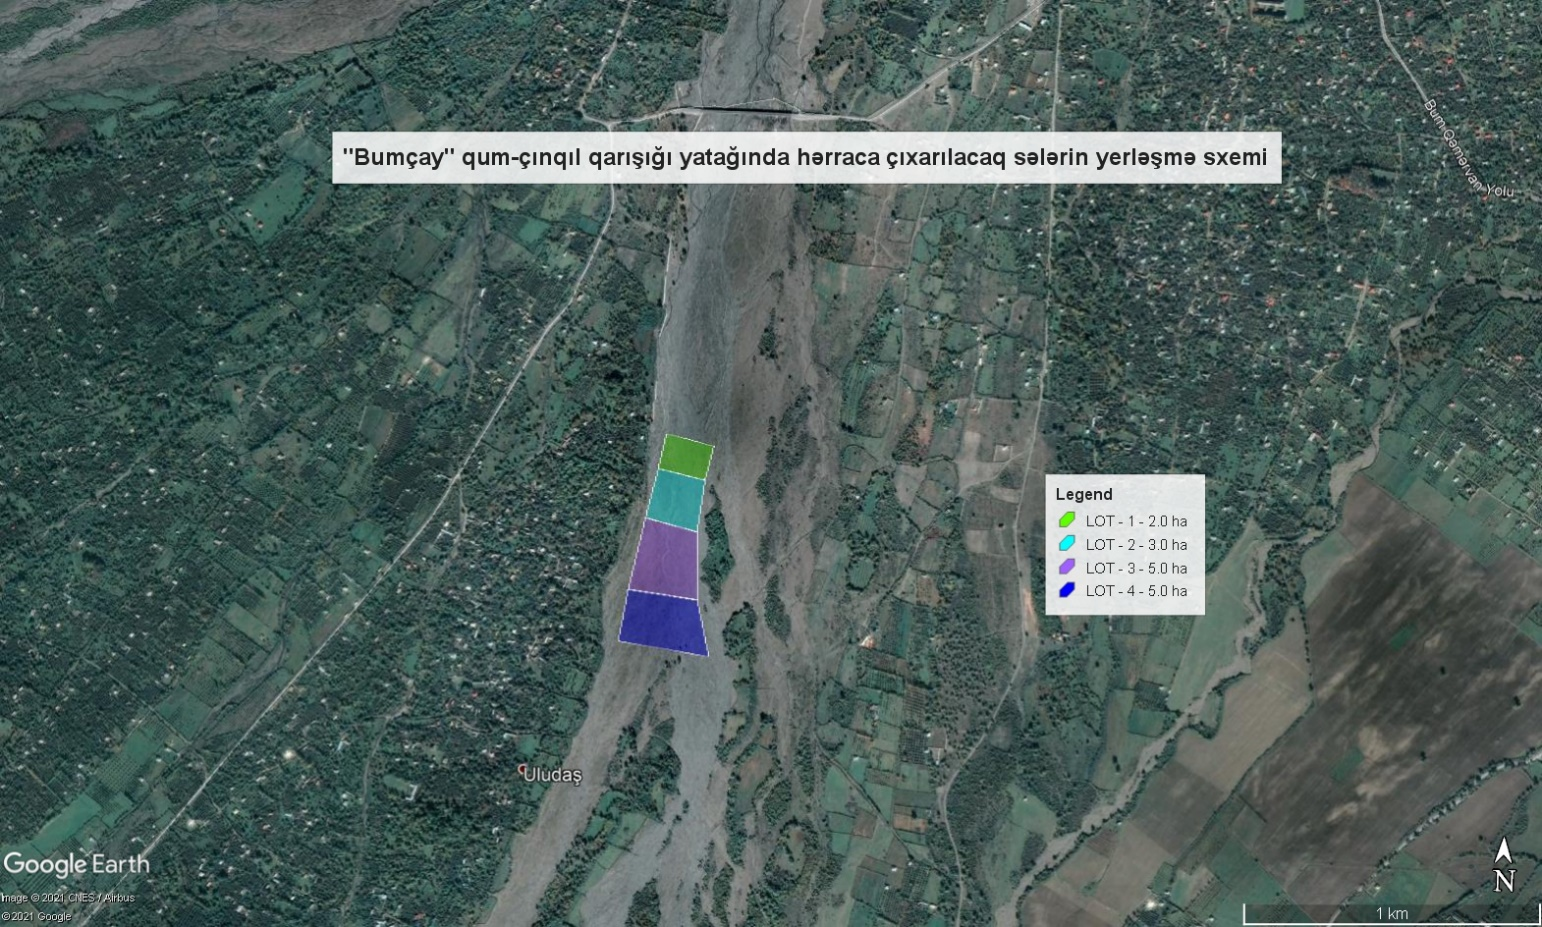 "Bumçay" qum-çınqıl qarışığı yatağında hərraca çıxarılacaq sələrin yerləşmə sxemi
Bum Qəmərvan Yolu
Legend
LOT - 1 - 2.0 ha
LOT - 2 - 3.0 ha
LOT - 3 - 5.0 ha
LOT - 4 - 5.0 ha
Uludaş
Google Earth
Image © 2021 CNES / Airbus
©2021 Google
N
1 km